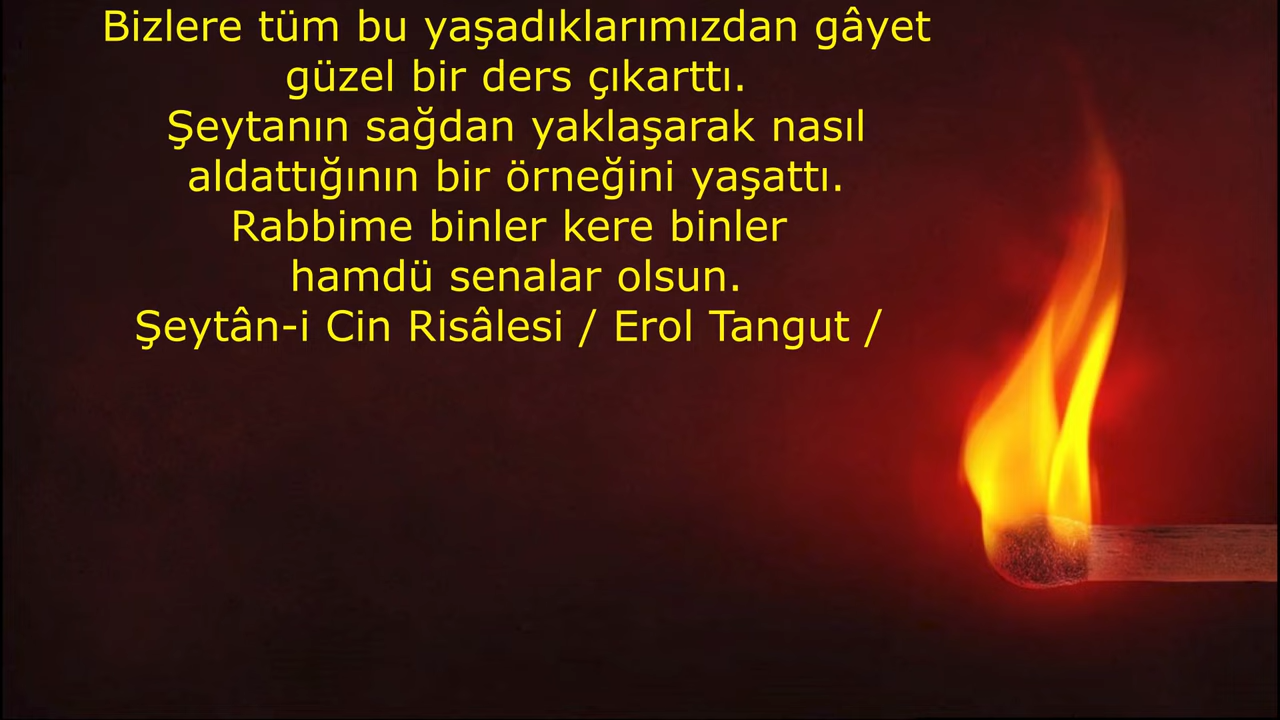 Bizlere tüm bu yaşadıklarımızdan gâyet
güzel bir ders çıkarttı.
Şeytanın sağdan yaklaşarak nasıl
aldattığının bir örneğini yaşattı.
Rabbime binler kere binler
hamdü senalar olsun.
Şeytân-i Cin Risâlesi / Erol Tangut /